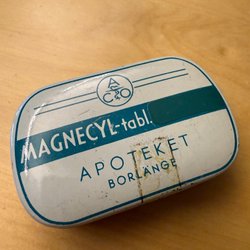 ACO
MAGNECYL-tabl.
APOTEKET
BORLÄNGE